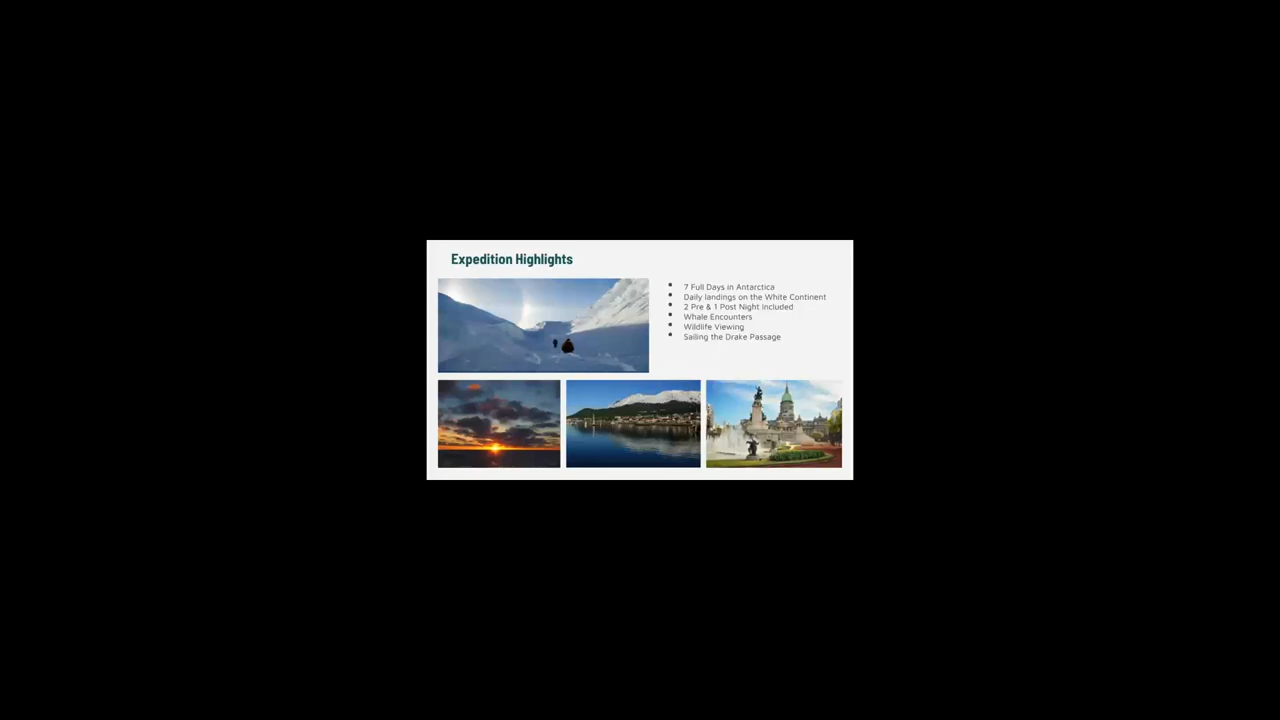 Expedition Highlights
• 7 Full Days in Antarctica
• Daily landings on the White Continent
• 2 Pre & 1 Post Night Included
• Whale Encounters
• Wildlife Viewing
• Sailing the Drake Passage